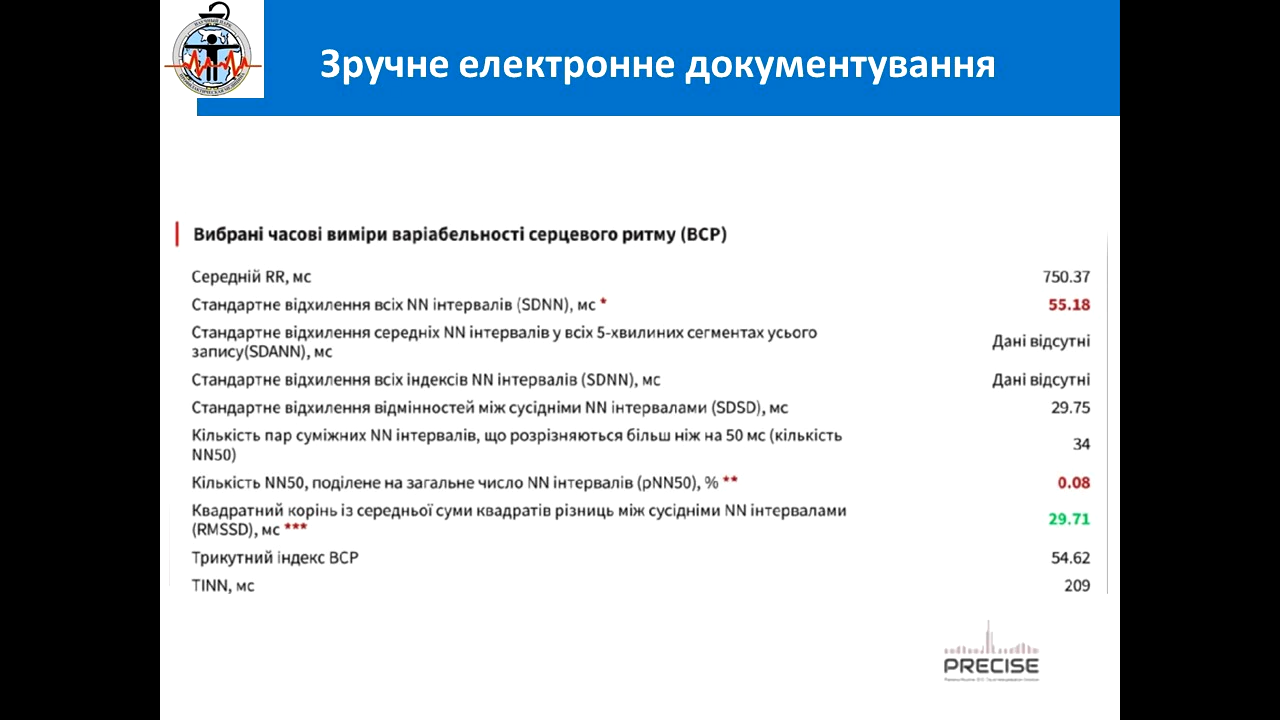 Зручне електронне документування
Вибрані часові виміри варіабельності серцевого ритму (ВСР)
Середній RR, мс 750.37
Стандартне відхилення всіх NN інтервалів (SDNN), мс * 55.18
Стандартне відхилення середніх NN інтервалів у всіх 5-хвилиних сегментах усього
запису(SDANN), мс Дані відсутні
Стандартне відхилення всіх індексів NN інтервалів (SDNN), мс Дані відсутні
Стандартне відхилення відмінностей між сусідніми NN інтервалами (SDSD), мс 29.75
Кількість пар суміжних NN інтервалів, що розрізняються більш ніж на 50 мс (кількість
NN50) 34
Кількість NN50, поділене на загальне число NN інтервалів (pNN50), % ** 0.08
Квадратний корінь із середньої суми квадратів різниць між сусідніми NN інтервалами
(RMSSD), мс *** 29.71
Трикутний індекс ВСР 54.62
TINN, мс 209
PRECISE